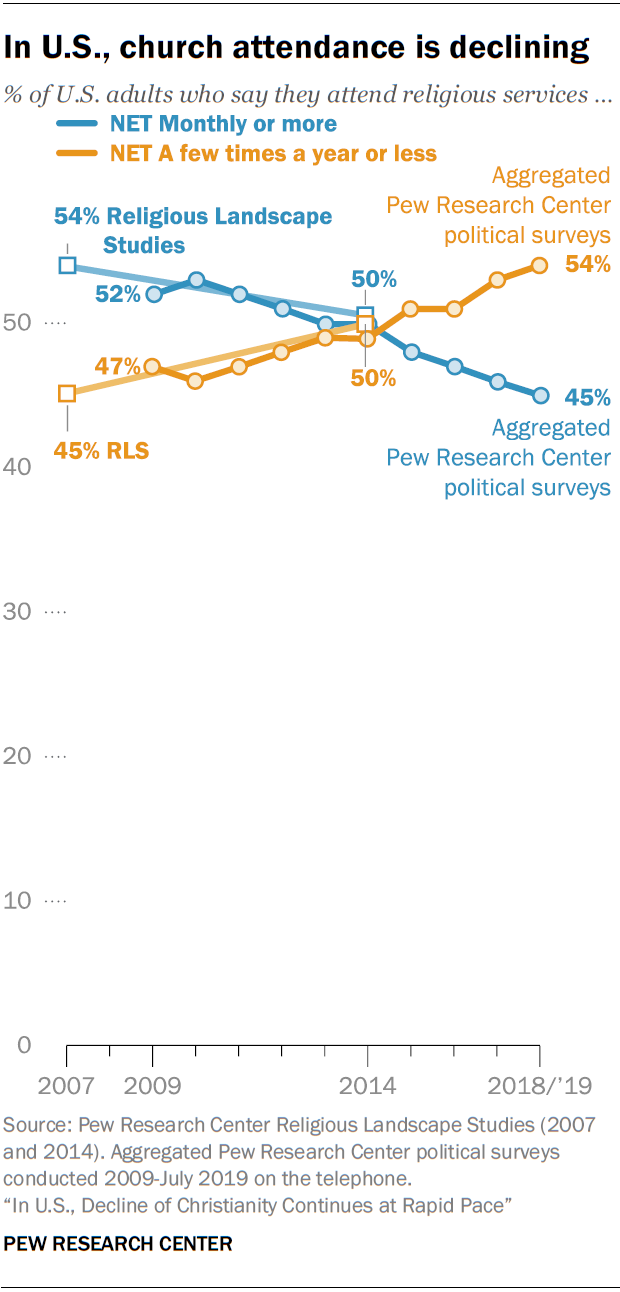 In U.S., church attendance is declining
% of U.S. adults who say they attend religious services ...
NET Monthly or more
NET A few times a year or less
Aggregated
Pew Research Center
political surveys
54% Religious Landscape
Studies
54%
50%
52%
50
47%
50%
45%
45% RLS
Aggregated
Pew Research Center
political surveys
40
30
20
10
0
2007 2009 2014 2018/’19
Source: Pew Research Center Religious Landscape Studies (2007
and 2014). Aggregated Pew Research Center political surveys
conducted 2009-July 2019 on the telephone.
“In U.S., Decline of Christianity Continues at Rapid Pace”
PEW RESEARCH CENTER